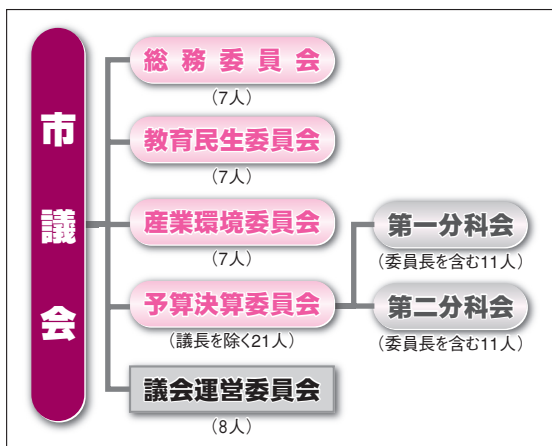 市議会
総務委員会
（7人）
教育民生委員会
（7人）
産業環境委員会
（7人）
予算決算委員会
（議長を除く21人）
第一分科会
（委員長を含む11人）
第二分科会
（委員長を含む11人）
議会運営委員会
（8人）